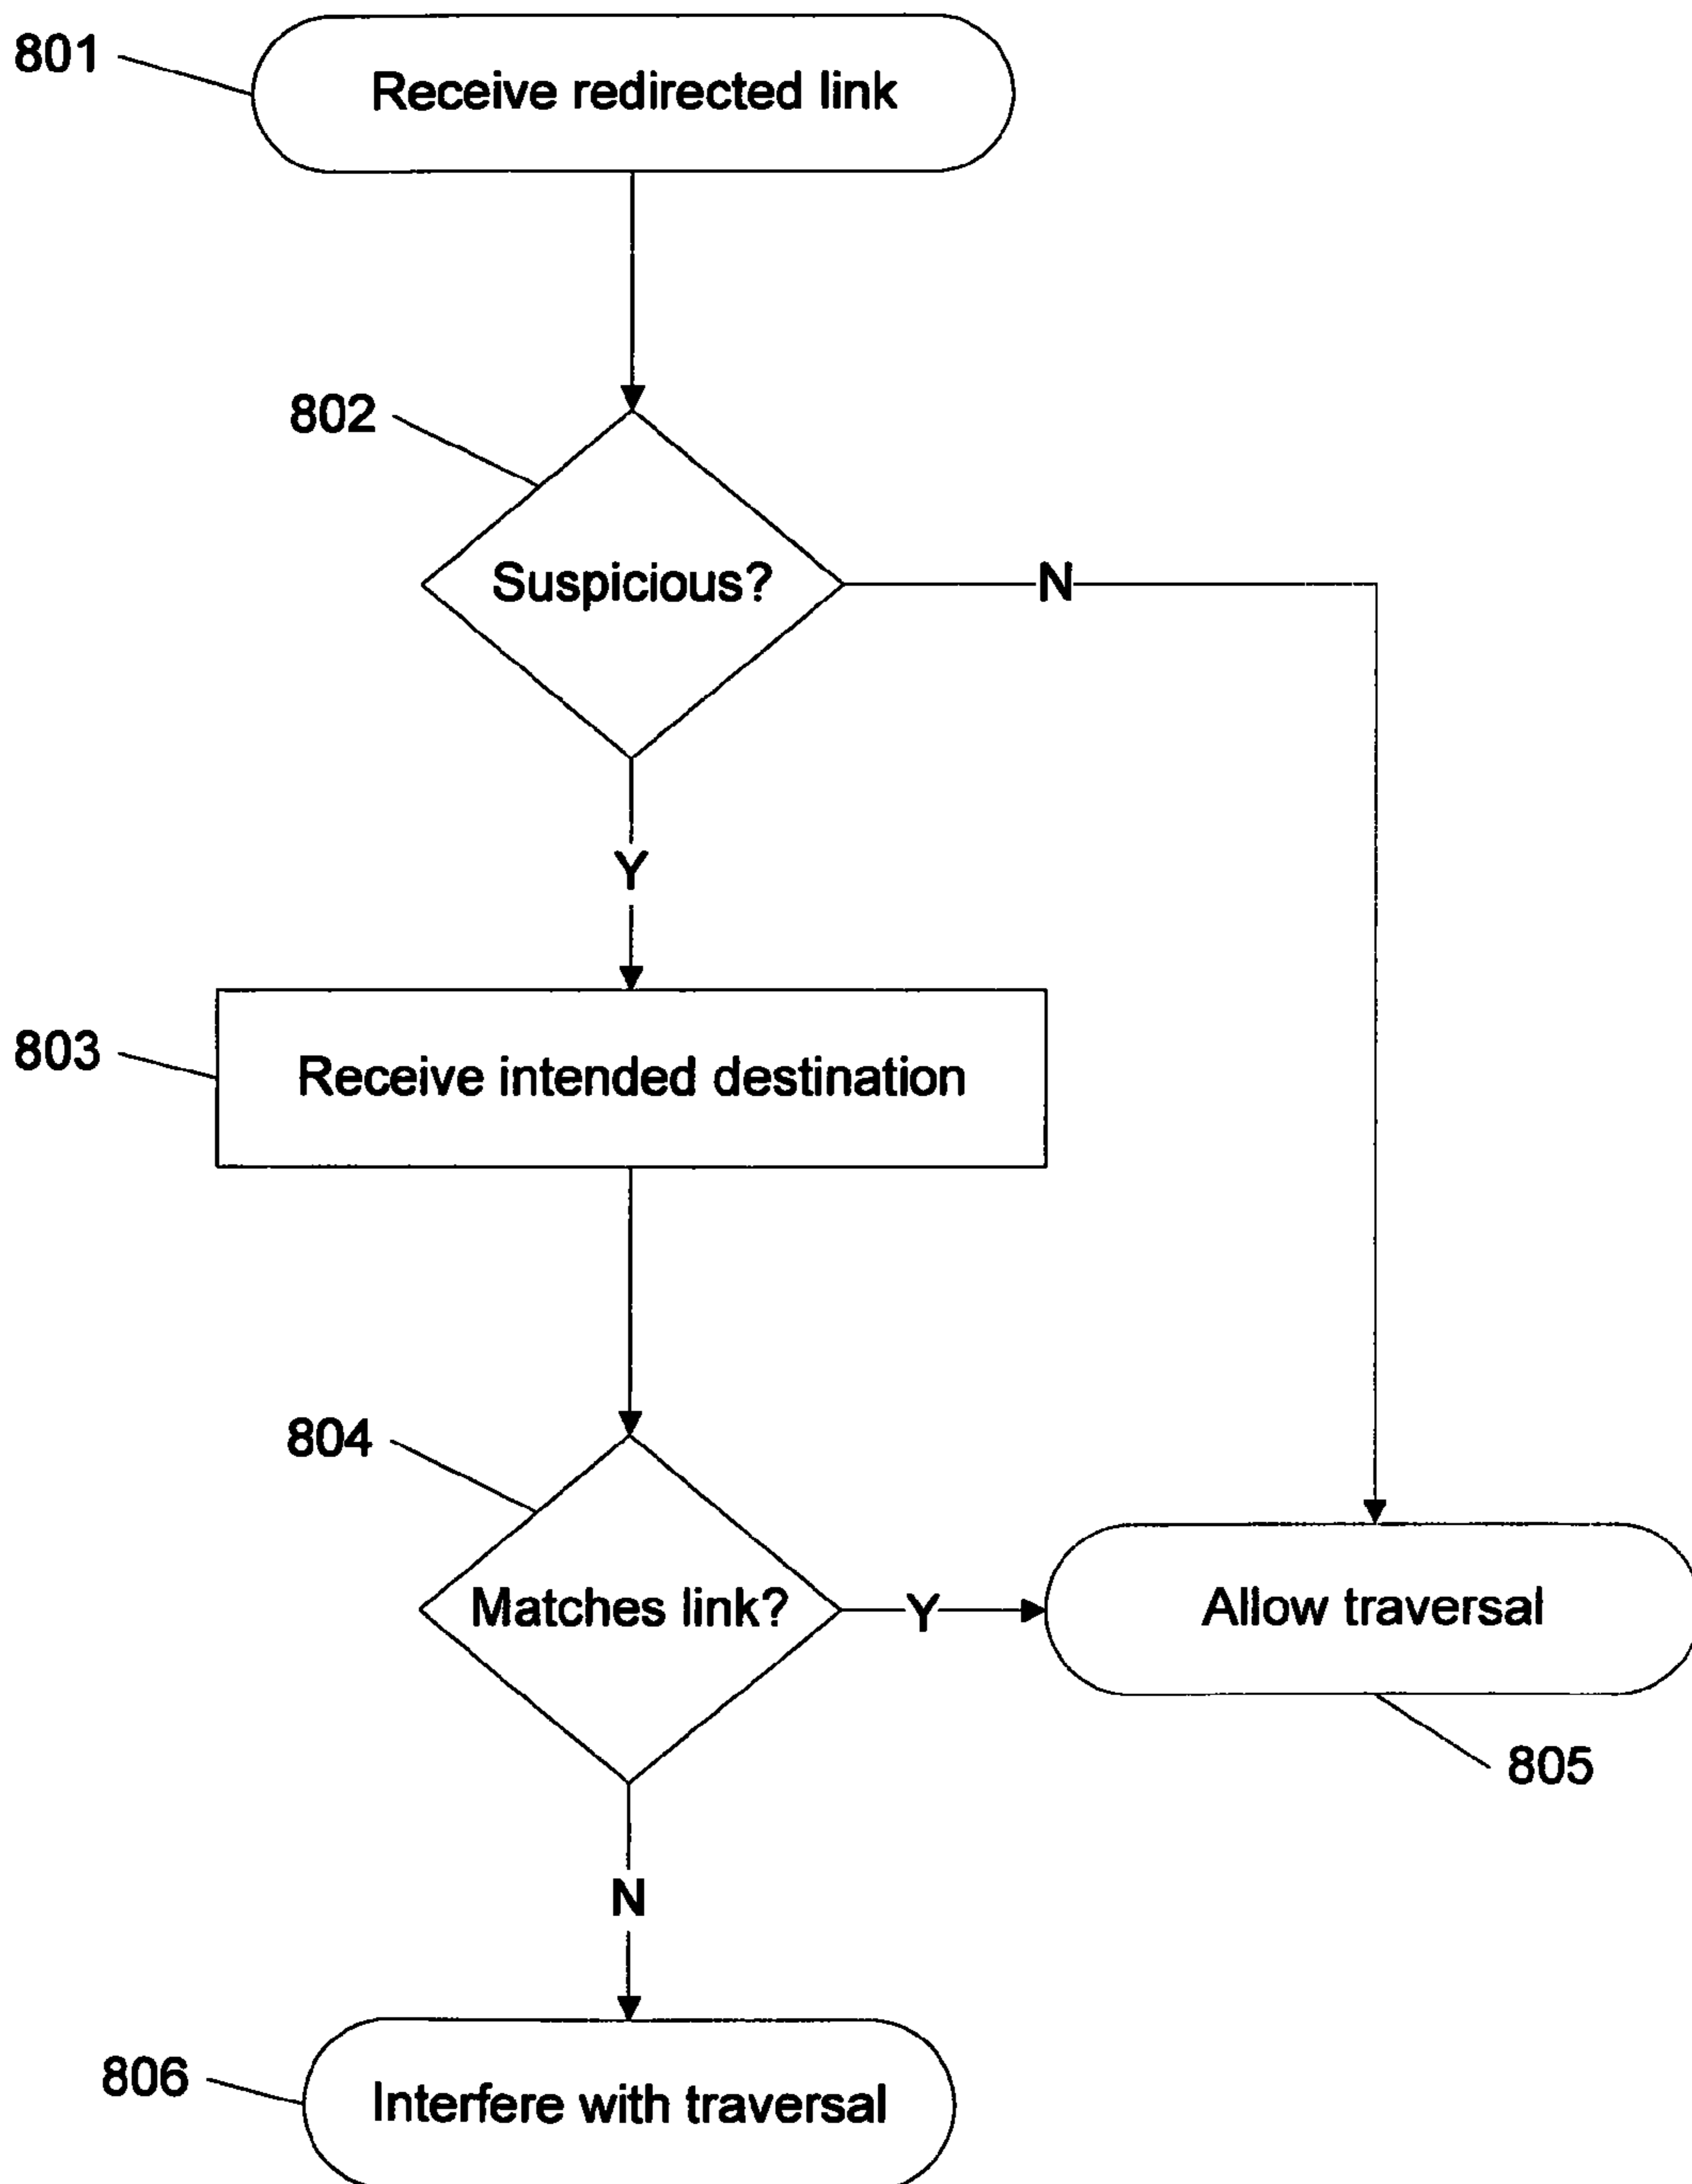 801
Receive redirected link
802
Suspicious?
N
Y
803
Receive intended destination
804
Matches link?
Y
Allow traversal
805
N
806
Interfere with traversal